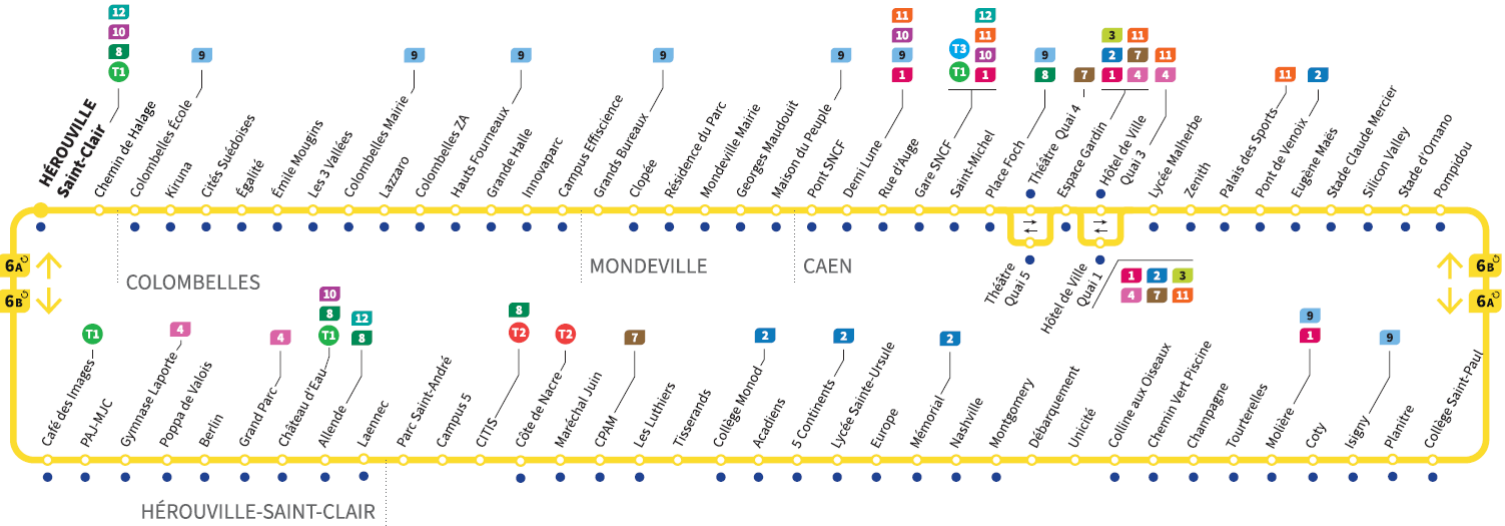 12
10
8
T1
HÉROUVILLE
Saint-Clair
Chemin de Halage
9
Colombelles École
Kiruna
Cités Suédoises
Égalité
Émile Mougins
Les 3 Vallées
9
Colombelles Mairie
Lazzaro
Colombelles ZA
9
Hauts Fourneaux
Grande Halle
Innovaparc
Campus Effiscience
9
Grands Bureaux
Clopée
Résidence du Parc
Mondeville Mairie
Georges Maudouit
9
Maison du Peuple
Pont SNCF
11
10
9
1
Demi Lune
Rue d'Auge
12
T3 11
10
T1 1
Gare SNCF
Saint-Michel
9
8
Place Foch
7
Théâtre Quai 4
3 11
2 7
1 4
Espace Gardin
Hôtel de Ville
Quai 3
11
4
Lycée Malherbe
Zenith
11
Palais des Sports
2
Pont de Venoix
Eugène Maës
Stade Claude Mercier
Silicon Valley
Stade d'Ornano
Pompidou
COLOMBELLES
MONDEVILLE
CAEN
Théâtre
Quai 5
Hôtel de Ville
Quai 1
1 2 3
4 7 11
6A
6B
6B
6A
T1
Café des Images
PAJ-MJC
4
Gymnase Laporte
Poppa de Valois
Berlin
4
Grand Parc
10
8
T1
Château d'Eau
12
8
Allende
Laennec
Parc Saint-André
Campus 5
8
T2
CITIS
T2
Côte de Nacre
Maréchal Juin
7
CPAM
Les Luthiers
Tisserands
2
Collège Monod
Acadiens
2
5 Continents
Lycée Sainte-Ursule
Europe
2
Mémorial
Nashville
Montgomery
Débarquement
Unicité
Colline aux Oiseaux
Chemin Vert Piscine
Champagne
Tourterelles
9
1
Molière
Coty
9
Isigny
Planitre
Collège Saint-Paul
HÉROUVILLE-SAINT-CLAIR